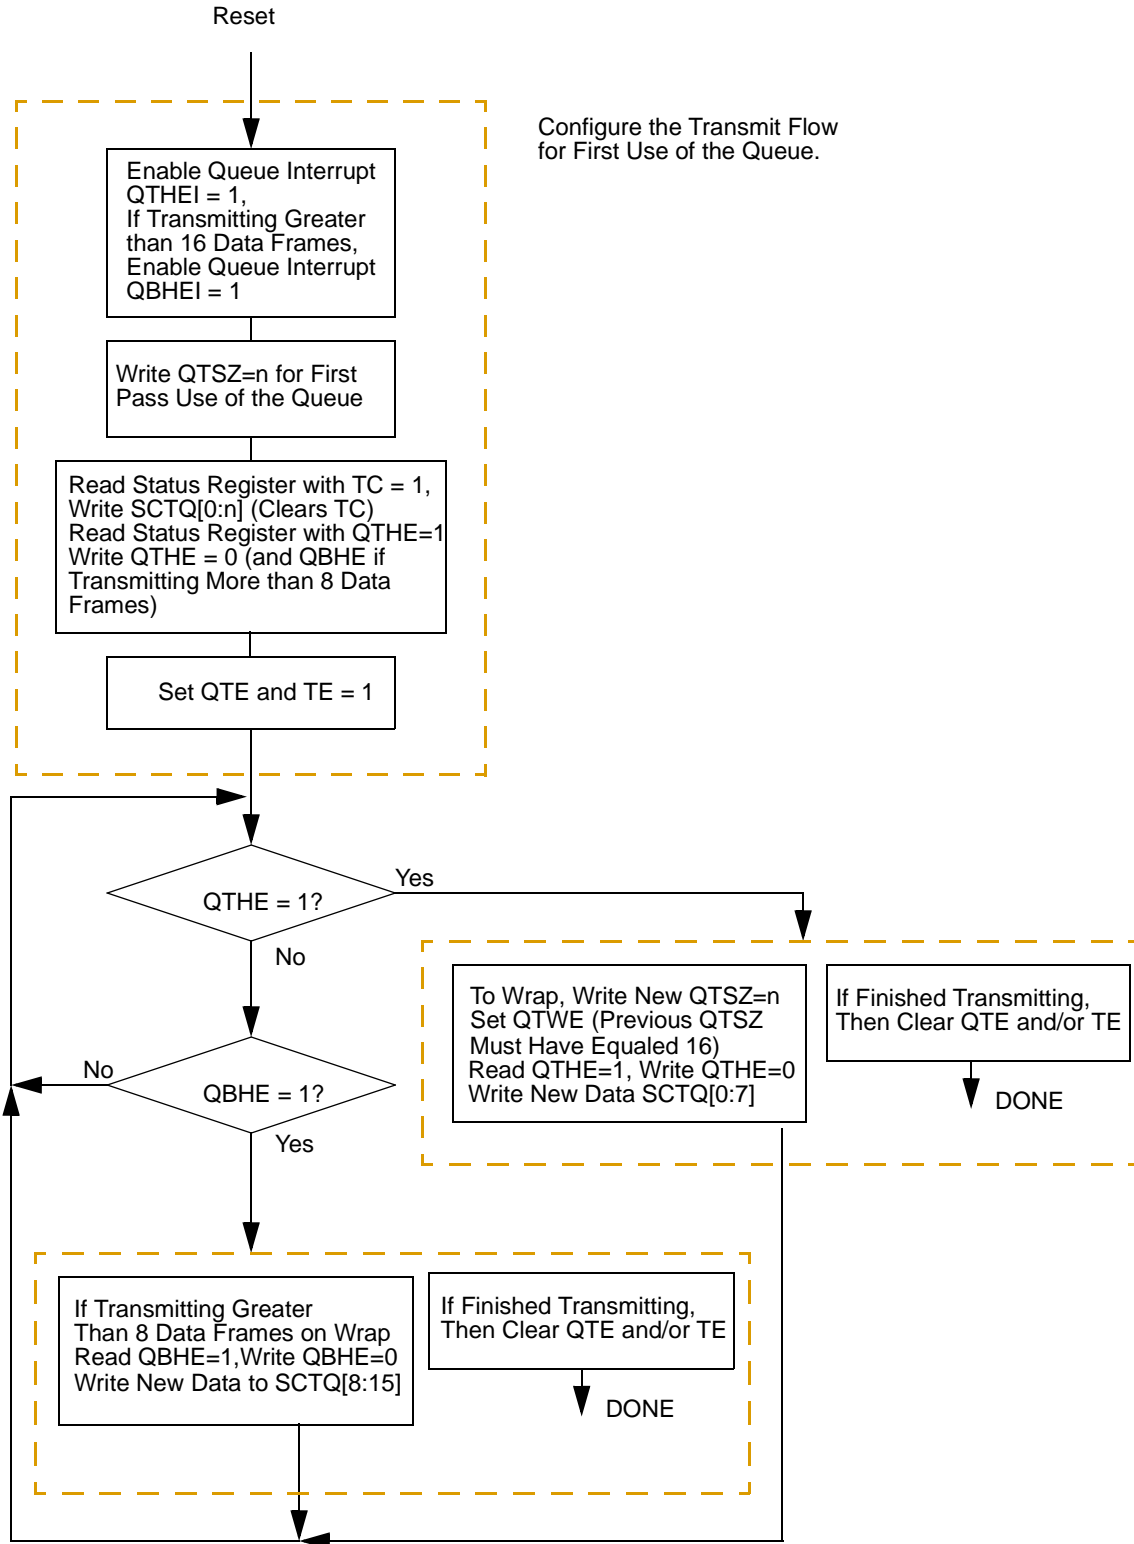 Reset
Configure the Transmit Flow
for First Use of the Queue.
Enable Queue Interrupt
QTHEI = 1,
If Transmitting Greater
than 16 Data Frames,
Enable Queue Interrupt
QBHEI = 1
Write QTSZ=n for First
Pass Use of the Queue
Read Status Register with TC = 1,
Write SCTQ[0:n] (Clears TC)
Read Status Register with QTHE=1
Write QTHE = 0 (and QBHE if
Transmitting More than 8 Data
Frames)
Set QTE and TE = 1
QTHE = 1?
Yes
No
To Wrap, Write New QTSZ=n
Set QTWE (Previous QTSZ
Must Have Equaled 16)
Read QTHE=1, Write QTHE=0
Write New Data SCTQ[0:7]
If Finished Transmitting,
Then Clear QTE and/or TE
DONE
No
QBHE = 1?
Yes
If Transmitting Greater
Than 8 Data Frames on Wrap
Read QBHE=1,Write QBHE=0
Write New Data to SCTQ[8:15]
If Finished Transmitting,
Then Clear QTE and/or TE
DONE